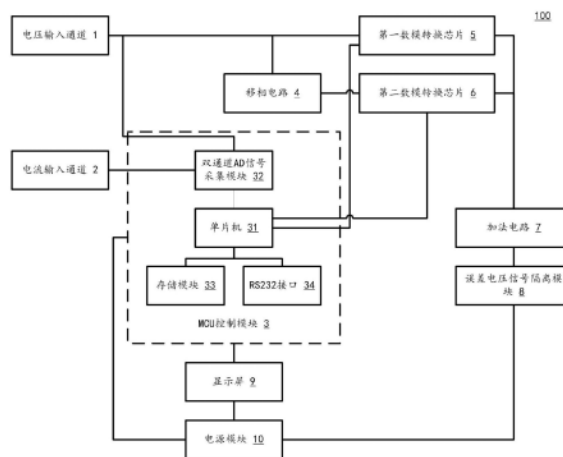 100
电压输入通道 1
第一数模转换芯片
5
移相电路 4
第二数模转换芯片
6
电流输入通道 2
双通道AD信号
采集模块 32
单片机 31
加法电路 7
存储模块 33
RS232接口 34
误差电压信号隔离模
块 8
MCU控制模块 3
显示屏 9
电源模块 10